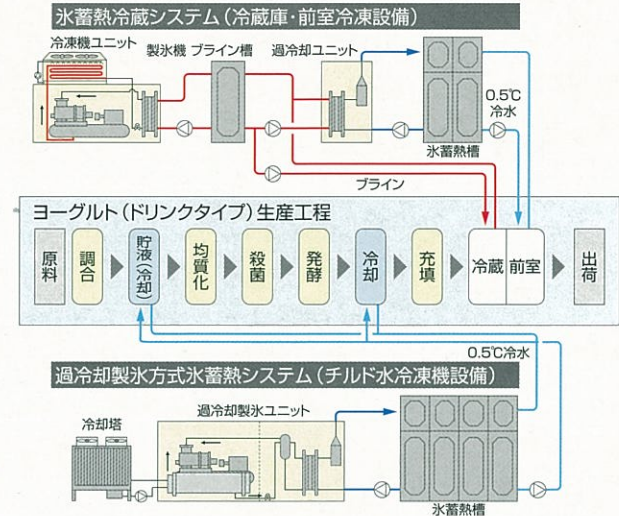 氷蓄熱冷蔵システム(冷蔵庫・前室冷凍設備)
冷凍機ユニット
製氷機
ブライン槽
過冷却ユニット
0.5℃
冷水
氷蓄熱槽
ブライン
ヨーグルト(ドリンクタイプ)生産工程
原料
調合
貯液(冷却)
均質化
殺菌
発酵
冷却
充填
冷蔵
前室
出荷
0.5℃冷水
過冷却製氷方式氷蓄熱システム(チルド水冷凍機設備)
冷却塔
過冷却製氷ユニット
氷蓄熱槽